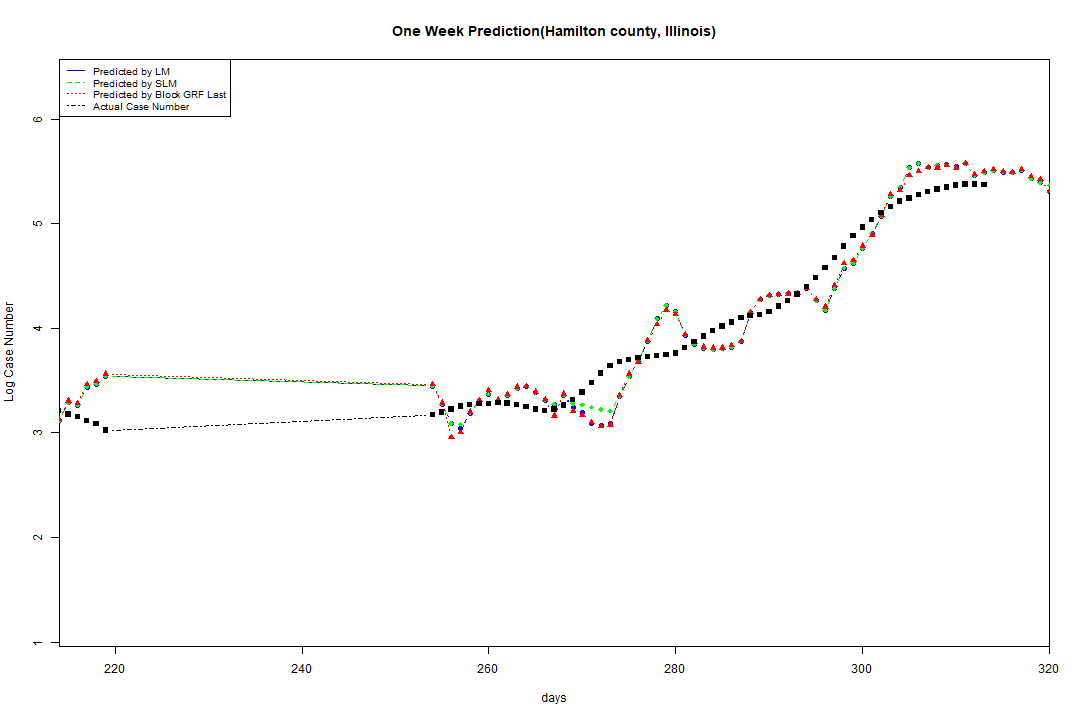 One Week Prediction(Hamilton county, Illinois)
Predicted by LM
Predicted by SLM
Predicted by Block GRF Last
Actual Case Number
6
5
4
3
2
1
Log Case Number
220 240 260 280 300 320
days